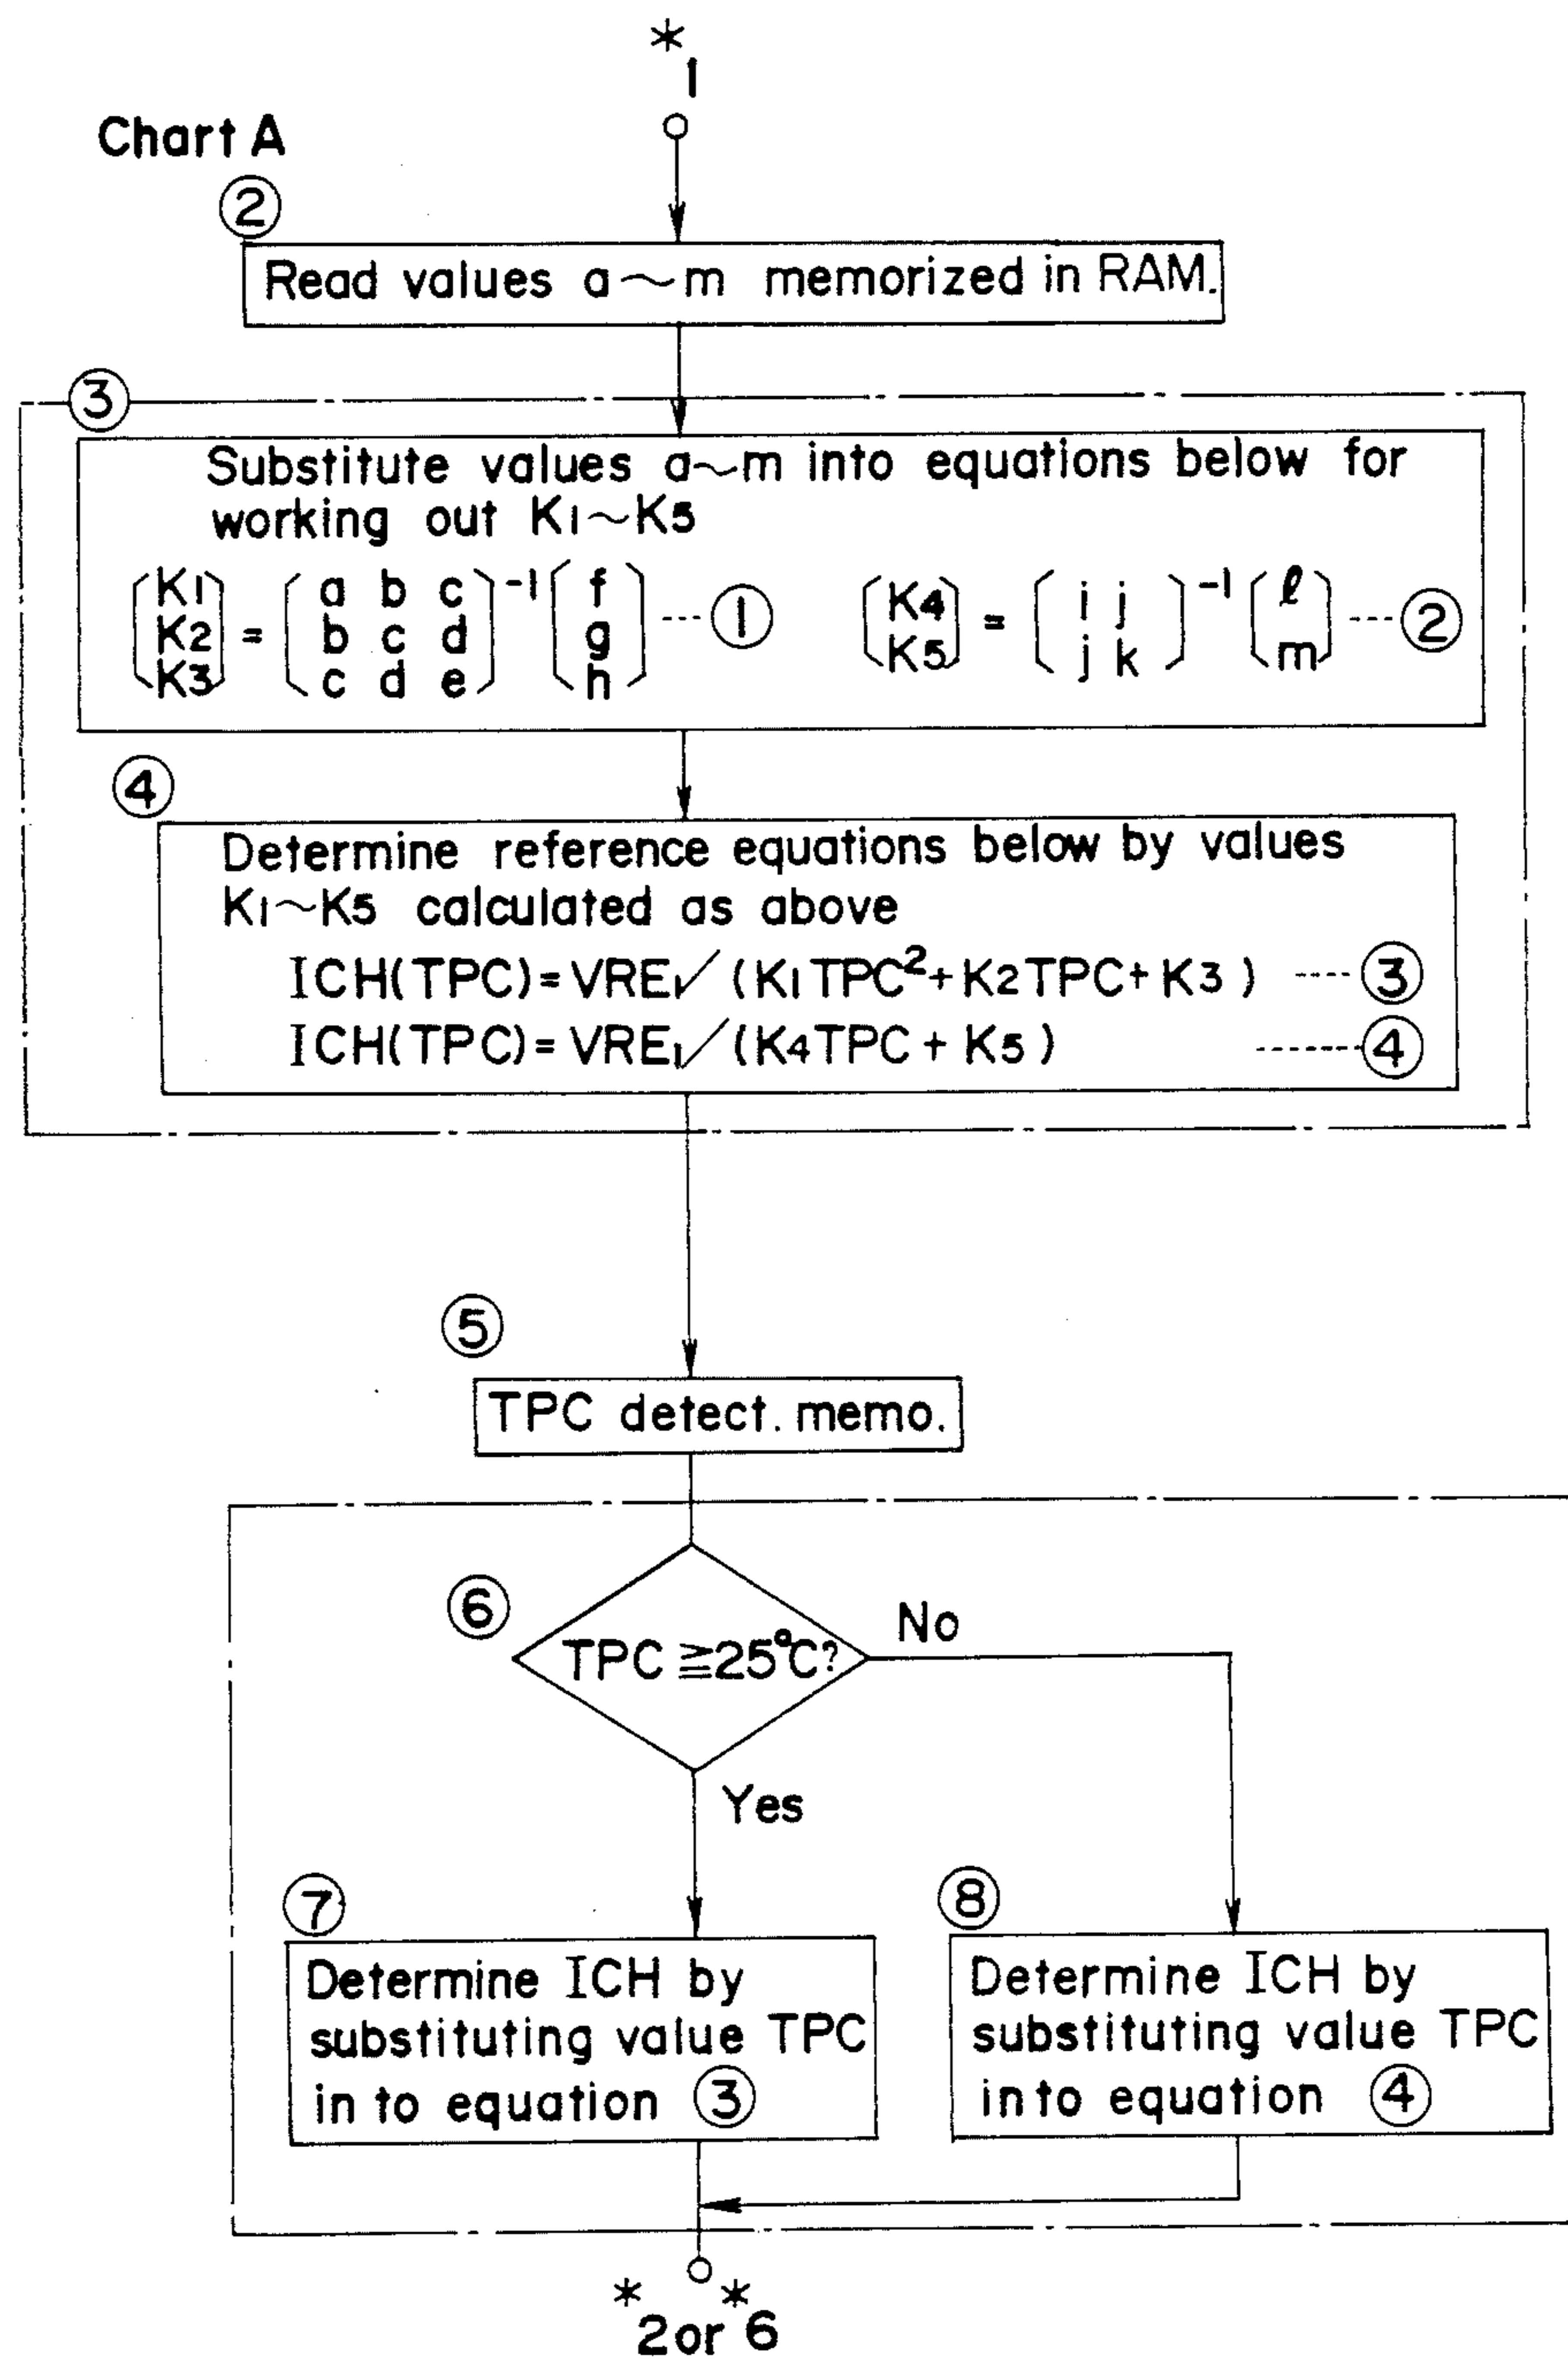 *1
Chart A
②
Read values a~m memorized in RAM.
③
Substitute values a~m into equations below for
working out K1~K5
(K1 K2 K3) = (a b c b c d c d e)-1 (f g h) ---①
(K4 K5) = (i j j k)-1 (ℓ m) ---②
④
Determine reference equations below by values
K1~K5 calculated as above
ICH(TPC)=VRE1/(K1TPC2+K2TPC+K3) ----③
ICH(TPC)=VRE1/(K4TPC+K5) ------④
⑤
TPC detect. memo.
⑥
TPC≧25°C?
No
Yes
⑦
Determine ICH by
substituting value TPC
in to equation ③
⑧
Determine ICH by
substituting value TPC
into equation ④
*2 or *6